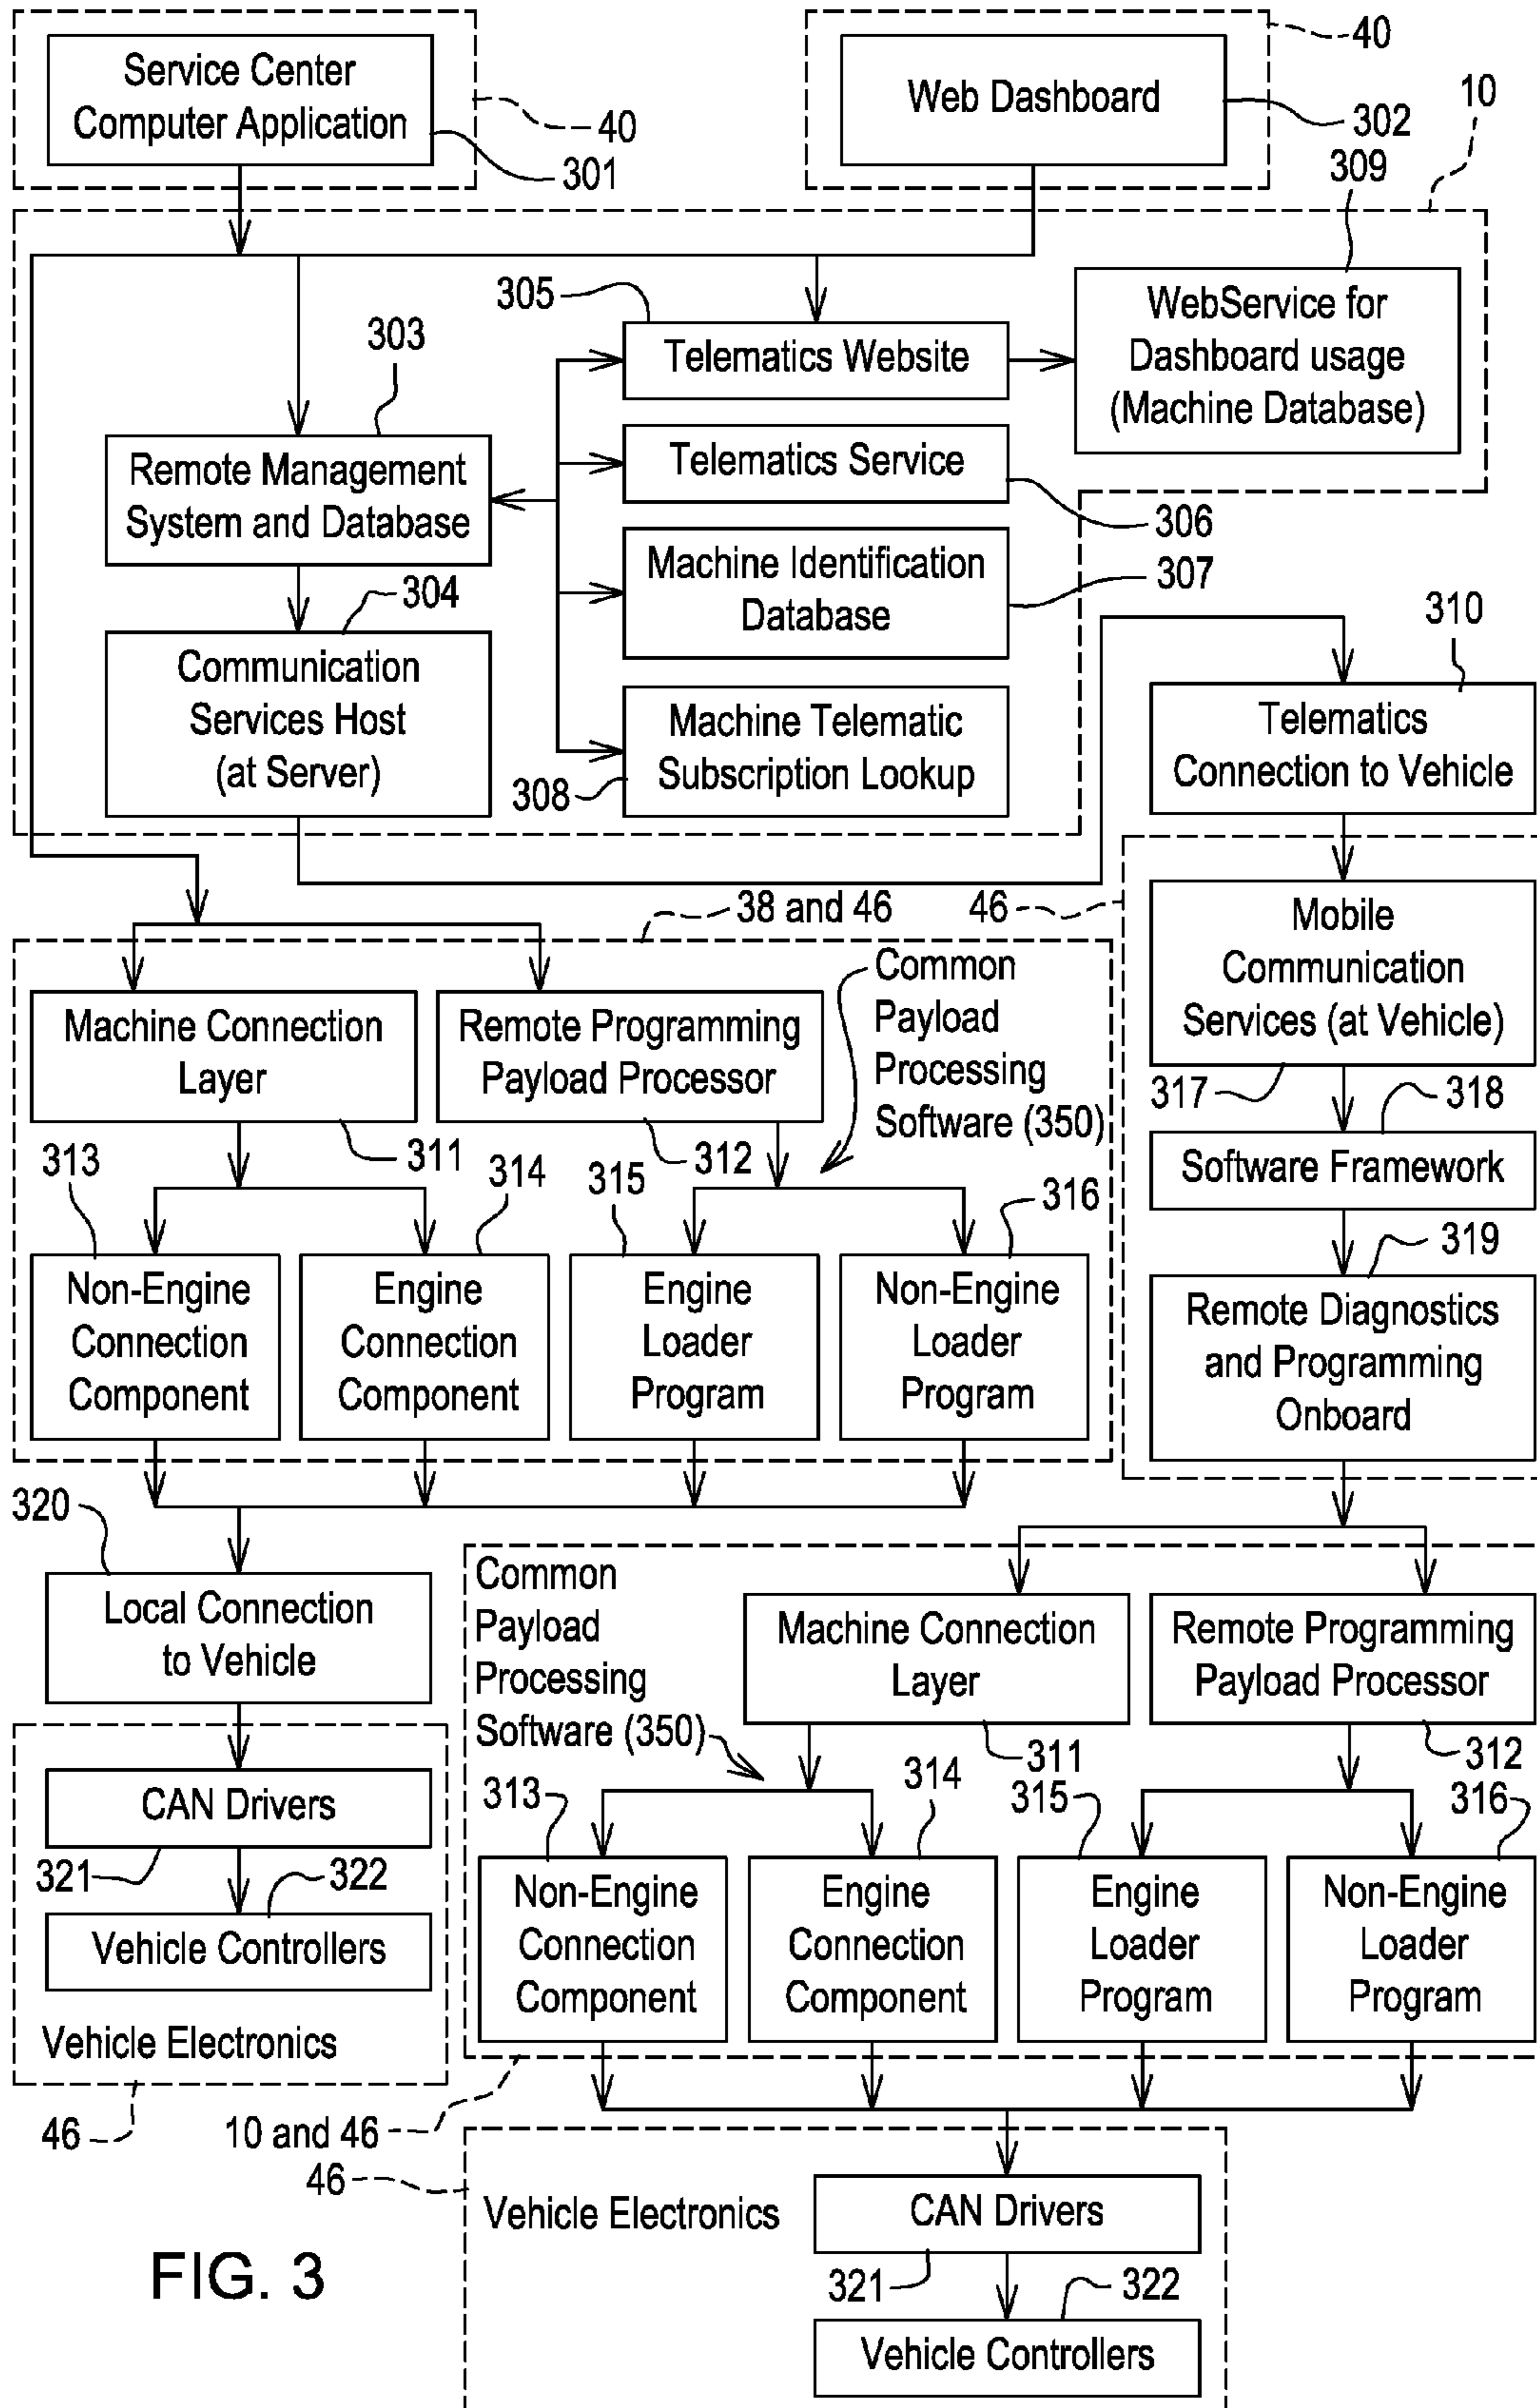 Service Center
Computer Application
40
301
Web Dashboard
40
302
10
309
305
Telematics Website
WebService for
Dashboard usage
(Machine Database)
303
Remote Management
System and Database
Telematics Service
306
Machine Identification
Database
307
304
Communication
Services Host
(at Server)
Machine Telematic
Subscription Lookup
308
310
Telematics
Connection to Vehicle
38 and 46
46
Machine Connection
Layer
311
Remote Programming
Payload Processor
312
Common
Payload
Processing
Software (350)
Mobile
Communication
Services (at Vehicle)
317
318
Software Framework
319
Remote Diagnostics
and Programming
Onboard
313
Non-Engine
Connection
Component
314
Engine
Connection
Component
315
Engine
Loader
Program
316
Non-Engine
Loader
Program
320
Local Connection
to Vehicle
CAN Drivers
321
322
Vehicle Controllers
Vehicle Electronics
46
Common
Payload
Processing
Software (350)
Machine Connection
Layer
311
Remote Programming
Payload Processor
312
313
Non-Engine
Connection
Component
314
Engine
Connection
Component
315
Engine
Loader
Program
316
Non-Engine
Loader
Program
10 and 46
46
Vehicle Electronics
CAN Drivers
321
322
Vehicle Controllers
FIG. 3